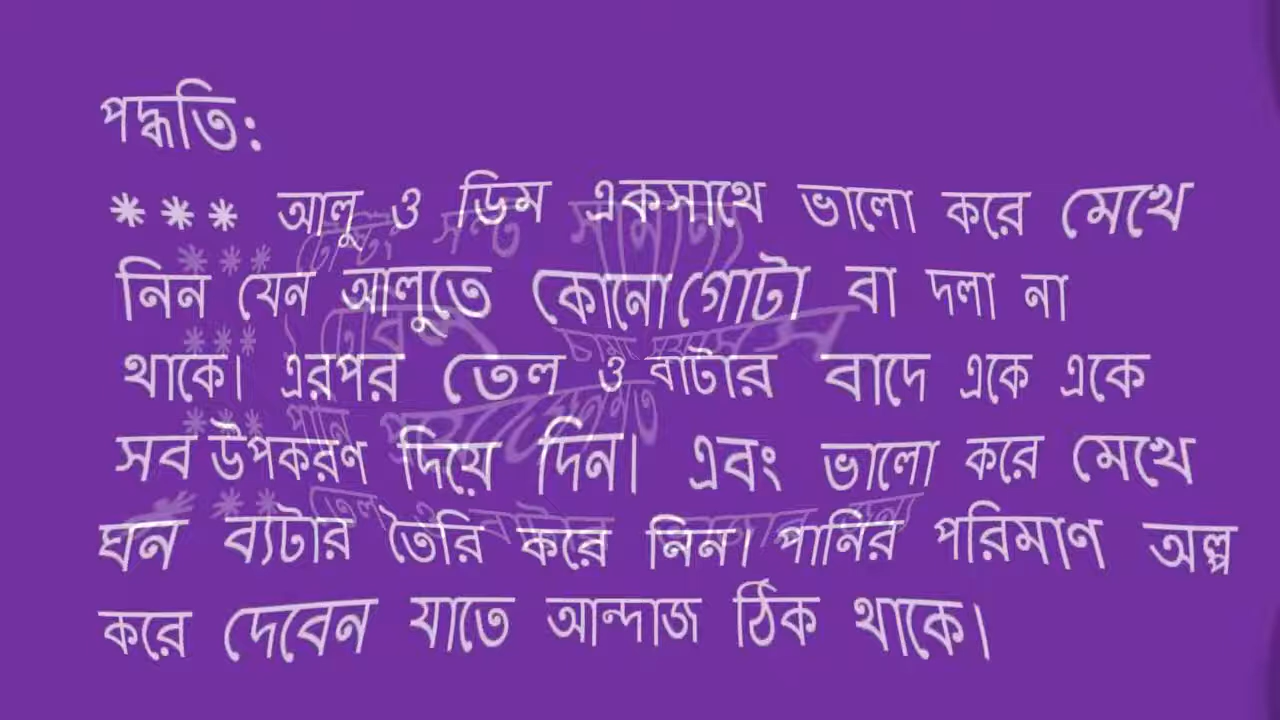 পদ্ধতি:
*** আলু ও ডিম একসাথে ভালো করে মেখে
নিন যেন আলুতে কোনো গোটা বা দলা না
থাকে। এরপর তেল ও বাটার বাদে একে একে
সব উপকরণ দিয়ে দিন। এবং ভালো করে মেখে
ঘন ব্যটার তৈরি করে নিন। পানির পরিমাণ অল্প
করে দেবেন যাতে আন্দাজ ঠিক থাকে।